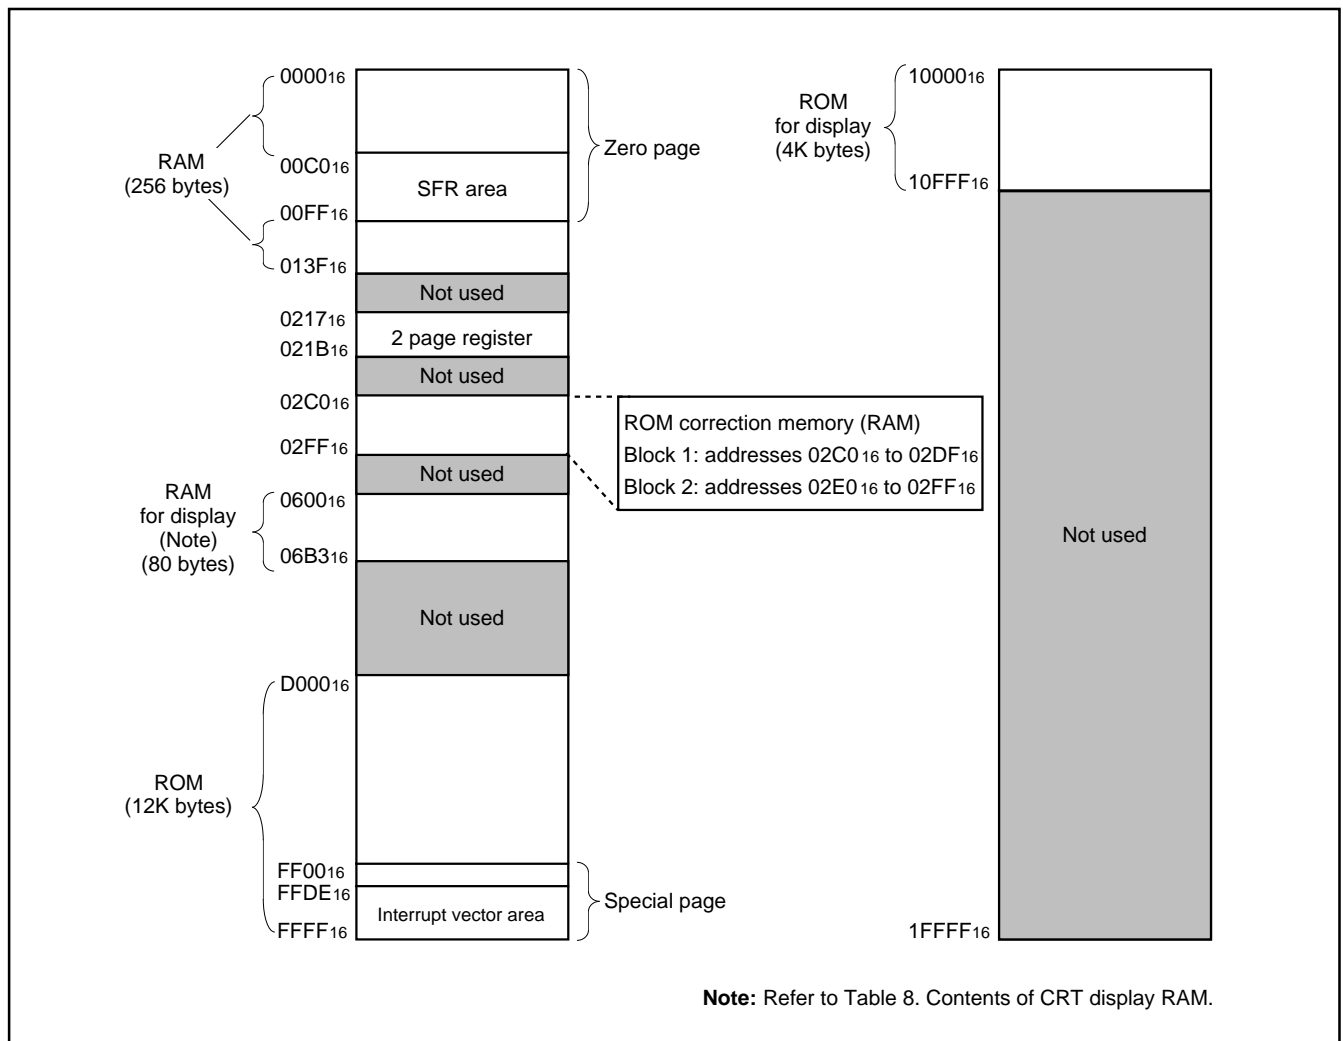 0000₁₆
RAM
(256 bytes)
00C0₁₆
SFR area
Zero page
00FF₁₆
013F₁₆
Not used
0217₁₆
2 page register
021B₁₆
Not used
02C0₁₆
02FF₁₆
ROM correction memory (RAM)
Block 1: addresses 02C0₁₆ to 02DF₁₆
Block 2: addresses 02E0₁₆ to 02FF₁₆
Not used
RAM
for display
(Note)
(80 bytes)
0600₁₆
06B3₁₆
Not used
D000₁₆
ROM
(12K bytes)
FF00₁₆
FFDE₁₆
Interrupt vector area
Special page
FFFF₁₆
10000₁₆
ROM
for display
(4K bytes)
10FFF₁₆
Not used
1FFFF₁₆
Note: Refer to Table 8. Contents of CRT display RAM.